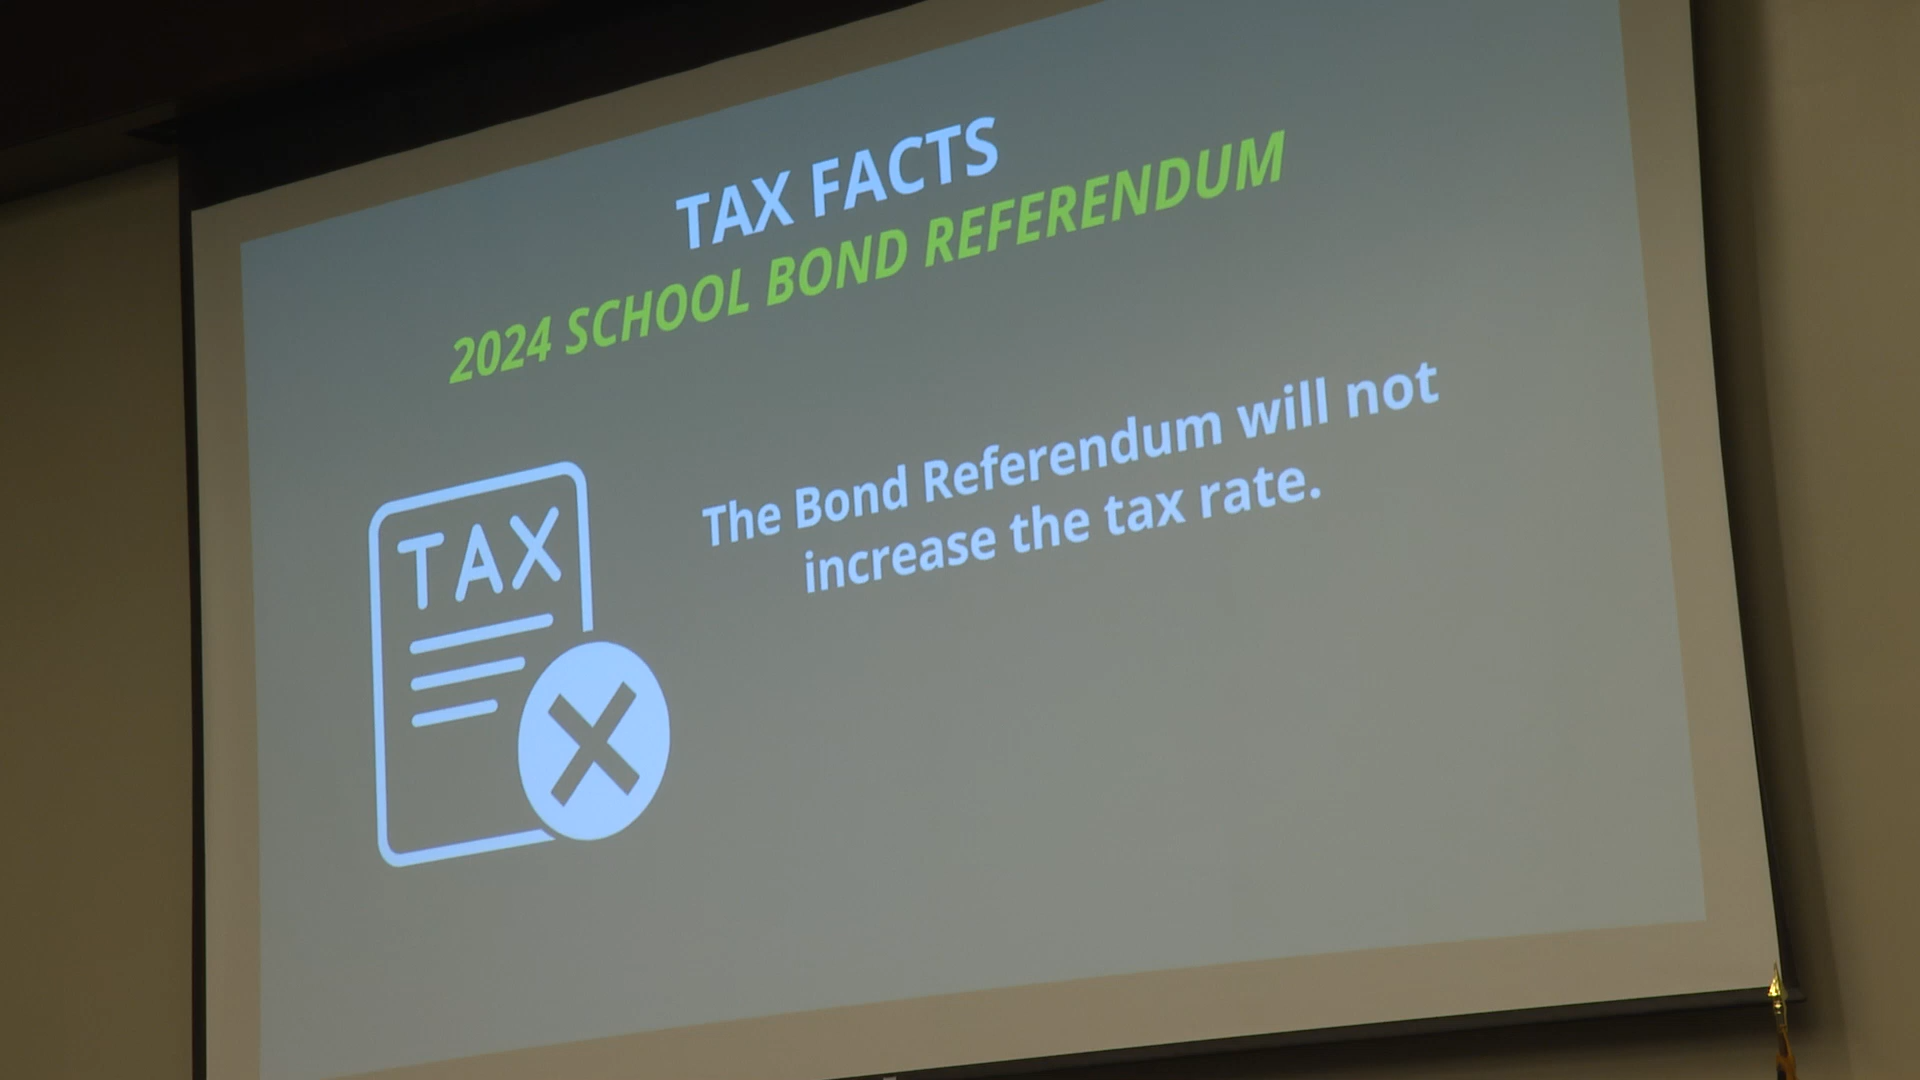 TAX FACTS
2024 SCHOOL BOND REFERENDUM
The Bond Referendum will not
increase the tax rate.
TAX